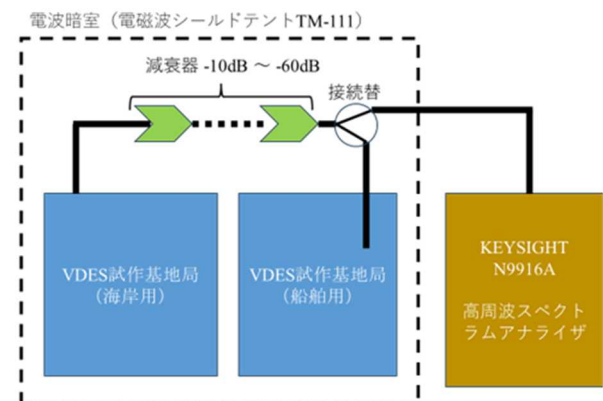 電波暗室（電磁波シールドテントTM-111）
減衰器 -10dB ～ -60dB
接続替
VDES試作基地局
（海岸用）
VDES試作基地局
（船舶用）
KEYSIGHT
N9916A
高周波スペクト
ラムアナライザ